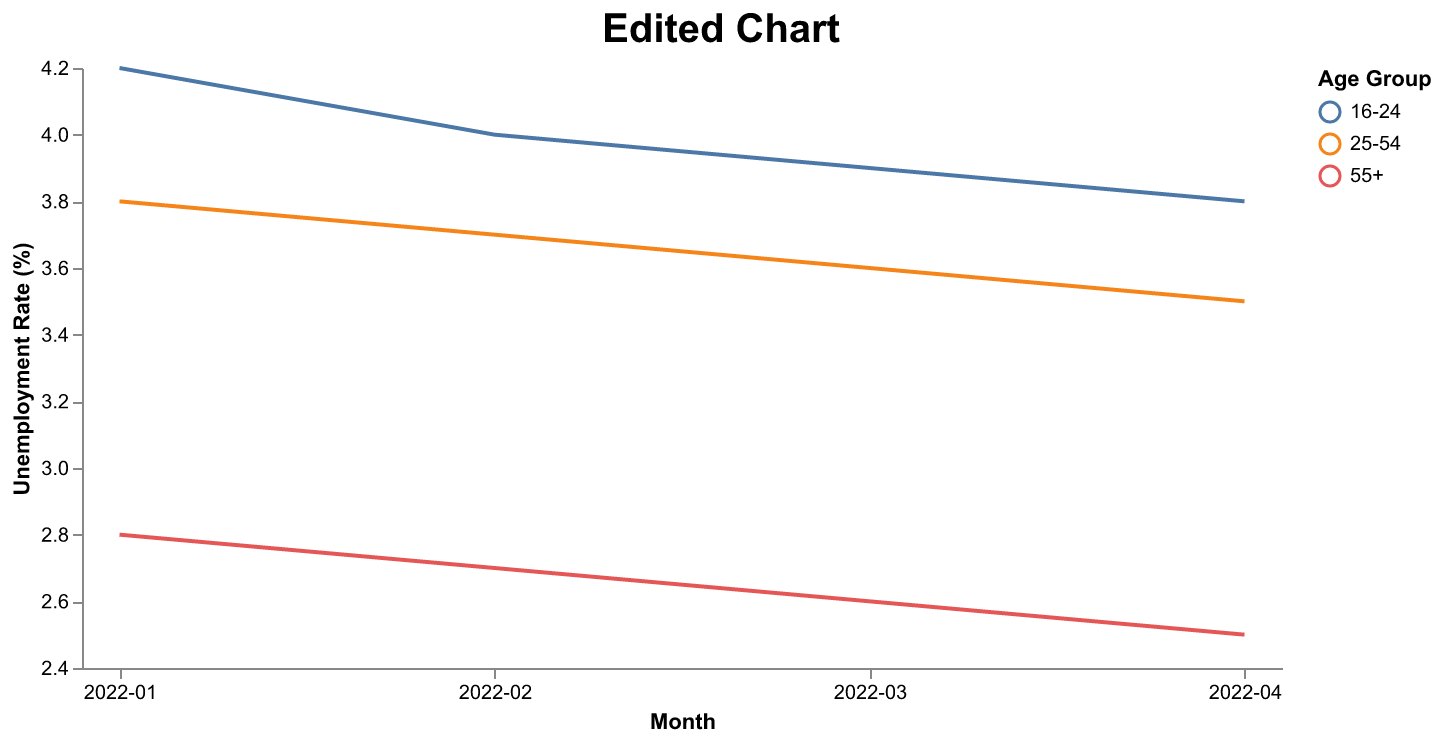 Edited Chart
Age Group
16-24
25-54
55+
Unemployment Rate (%)
4.2
4.0
3.8
3.6
3.4
3.2
3.0
2.8
2.6
2.4
2022-01 2022-02 2022-03 2022-04
Month